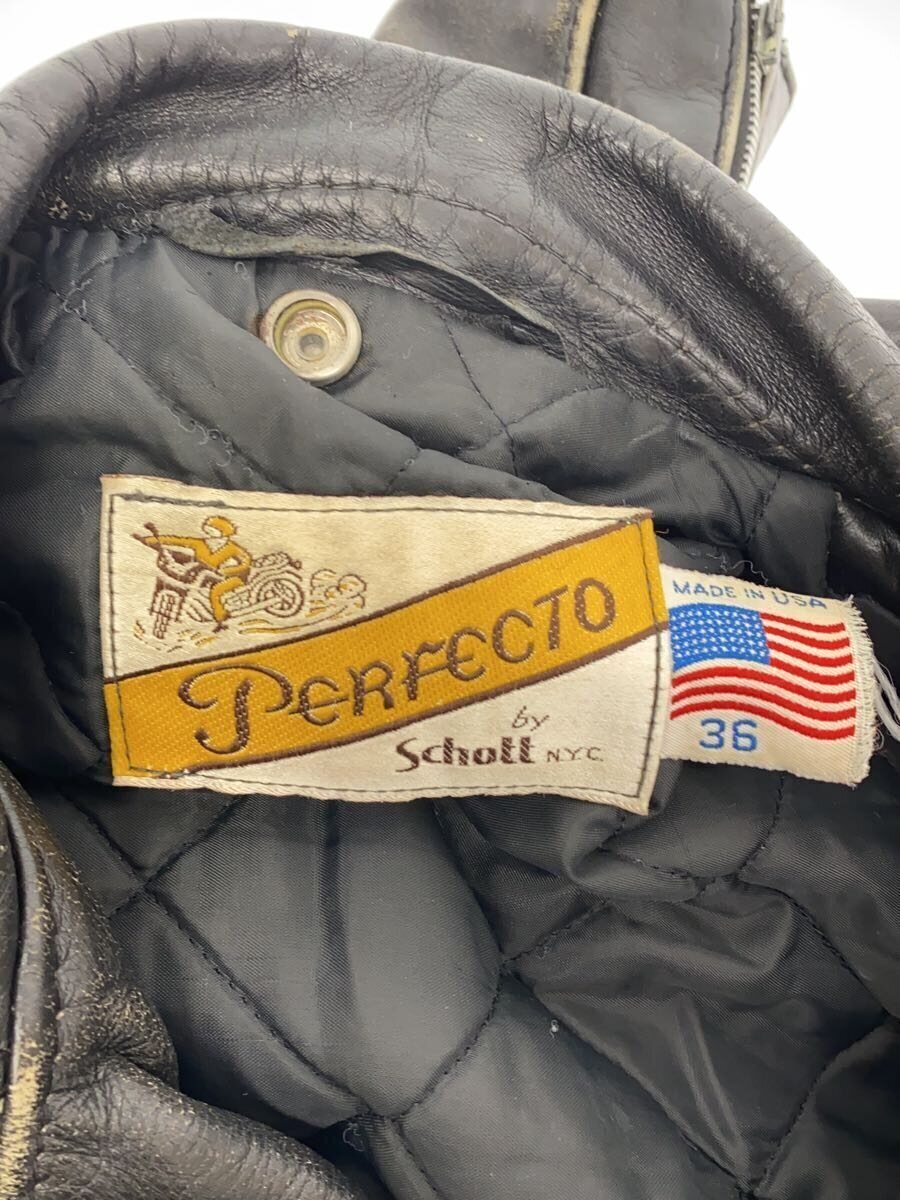 PERFECTO
by
Schott N.Y.C.
MADE IN USA
36